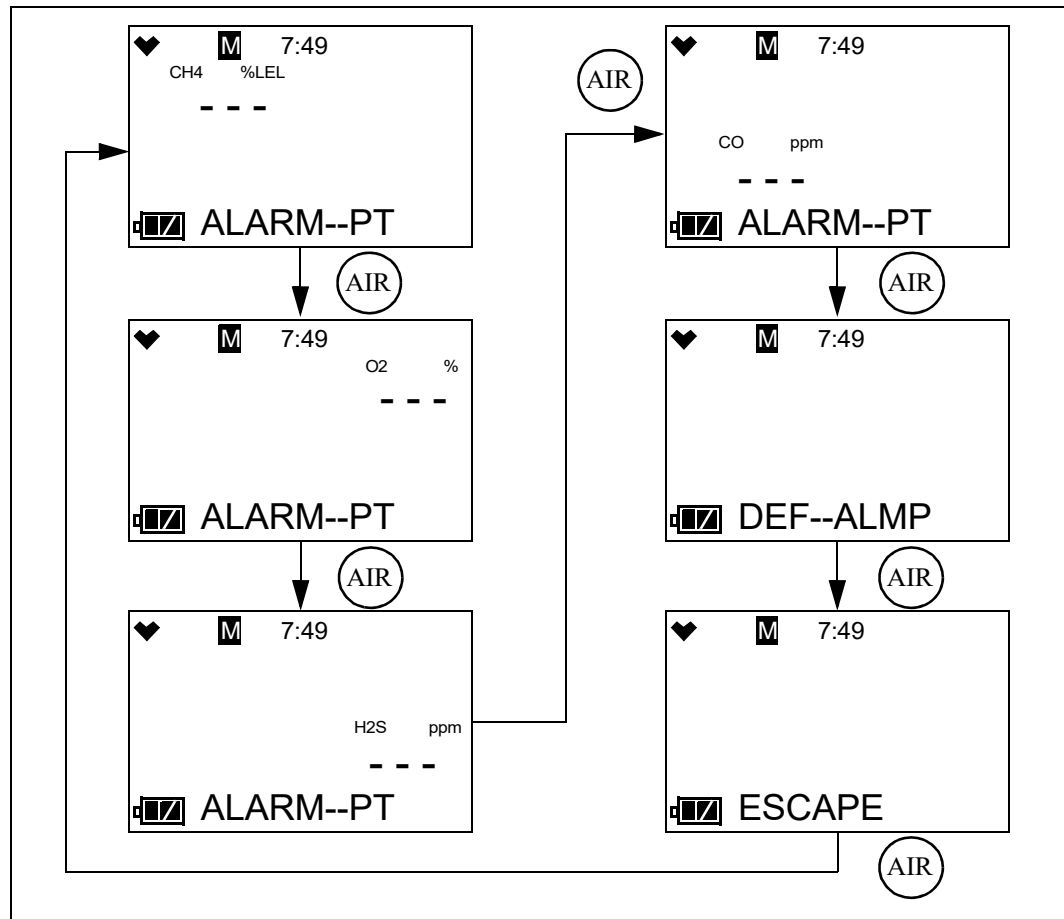 M 7:49
CH4 %LEL
- - -
ALARM--PT
AIR
M 7:49
O2 %
- - -
ALARM--PT
AIR
M 7:49
H2S ppm
- - -
ALARM--PT
AIR
M 7:49
CO ppm
- - -
ALARM--PT
AIR
M 7:49
DEF--ALMP
AIR
M 7:49
ESCAPE
AIR